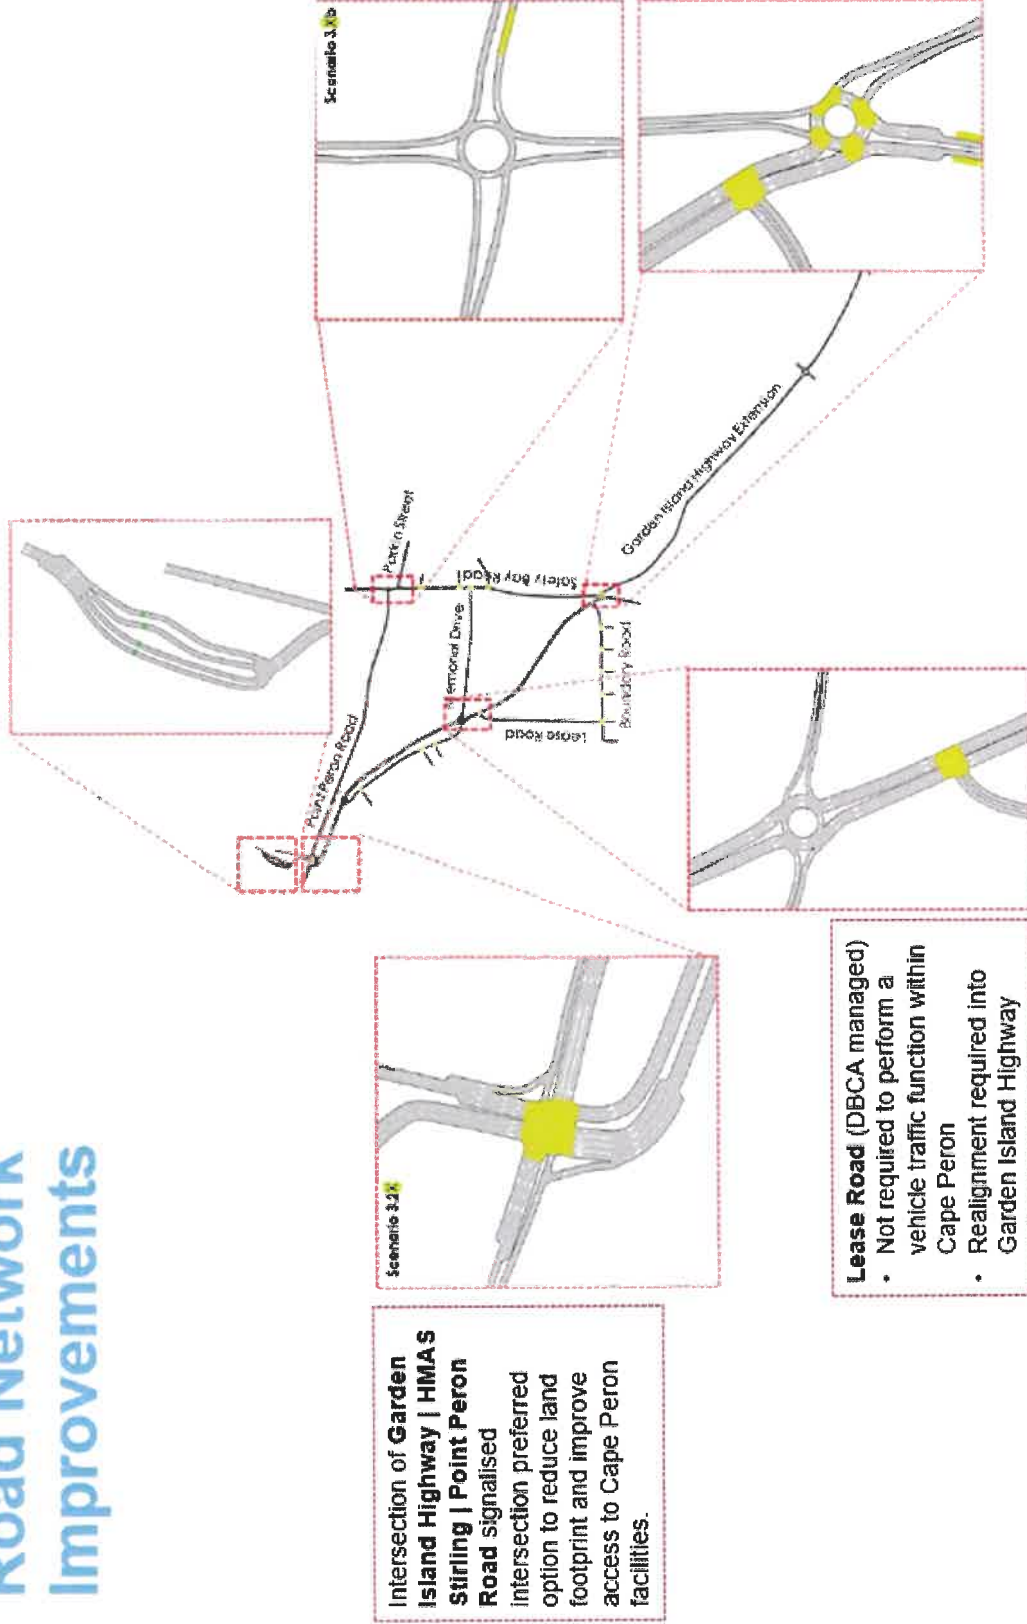 Road Network
Improvements
Intersection of Garden
Island Highway | HMAS
Stirling | Point Peron
Road signalised
intersection preferred
option to reduce land
footprint and improve
access to Cape Peron
facilities.
Lease Road (DBCA managed)
• Not required to perform a
vehicle traffic function within
Cape Peron
• Realignment required into
Garden Island Highway
Scenario
Point Peron Road
Lease Road
Boundary Road
Memorial Drive
Safety Bay Road
Street
Garden Island Highway Extension
Scenario